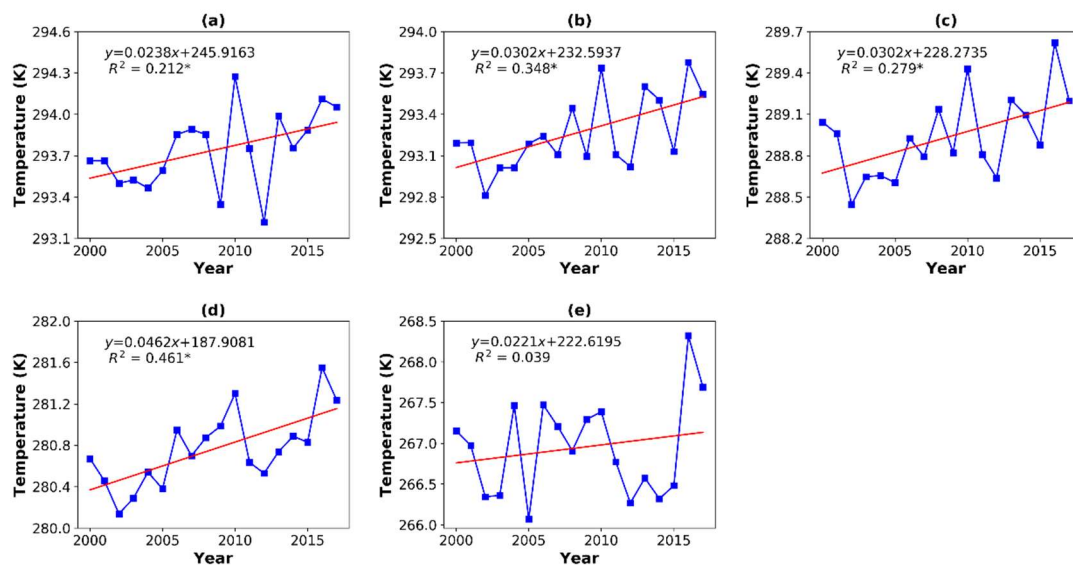 (a)
y=0.0238x+245.9163
R² = 0.212*
294.6
294.3
294.0
293.7
293.4
293.1
Temperature (K)
2000 2005 2010 2015
Year
(b)
y=0.0302x+232.5937
R² = 0.348*
294.0
293.7
293.4
293.1
292.8
292.5
Temperature (K)
2000 2005 2010 2015
Year
(c)
y=0.0302x+228.2735
R² = 0.279*
289.7
289.4
289.1
288.8
288.5
288.2
Temperature (K)
2000 2005 2010 2015
Year
(d)
y=0.0462x+187.9081
R² = 0.461*
282.0
281.6
281.2
280.8
280.4
280.0
Temperature (K)
2000 2005 2010 2015
Year
(e)
y=0.0221x+222.6195
R² = 0.039
268.5
268.0
267.5
267.0
266.5
266.0
Temperature (K)
2000 2005 2010 2015
Year